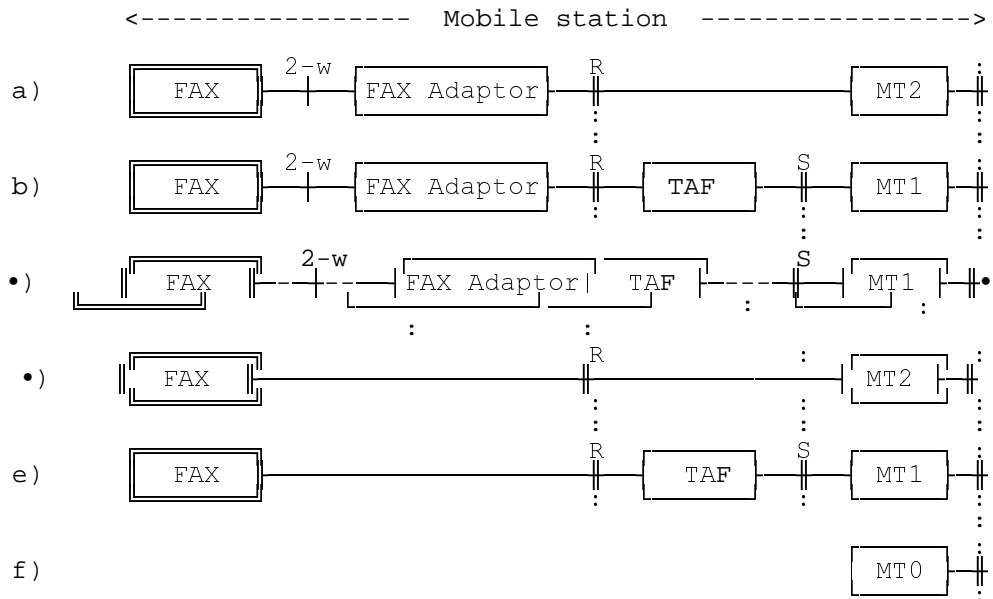 <------------------ Mobile station ------------------>
a) FAX 2-w FAX Adaptor R MT2
b) FAX 2-w FAX Adaptor R TAF S MT1
•) FAX 2-w FAX Adaptor| TAF S MT1 •
•) FAX R MT2
e) FAX R TAF S MT1
f) MT0